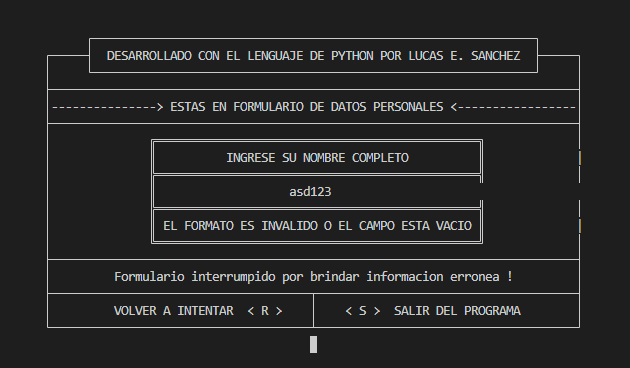 DESARROLLADO CON EL LENGUAJE DE PYTHON POR LUCAS E. SANCHEZ
---------------> ESTAS EN FORMULARIO DE DATOS PERSONALES <-----------------
INGRESE SU NOMBRE COMPLETO
asd123
EL FORMATO ES INVALIDO O EL CAMPO ESTA VACIO
Formulario interrumpido por brindar informacion erronea !
VOLVER A INTENTAR < R > < S > SALIR DEL PROGRAMA